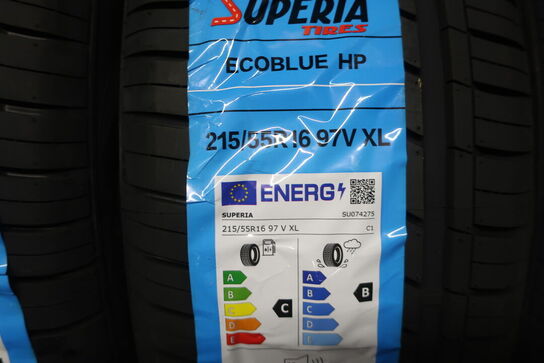 SUPERIA
TIRES
ECOBLUE HP
215/55R16 97V XL
ENERG
SUPERIA SU074275
215/55R16 97 V XL C1
A A
B B B
C C C
D D
E E